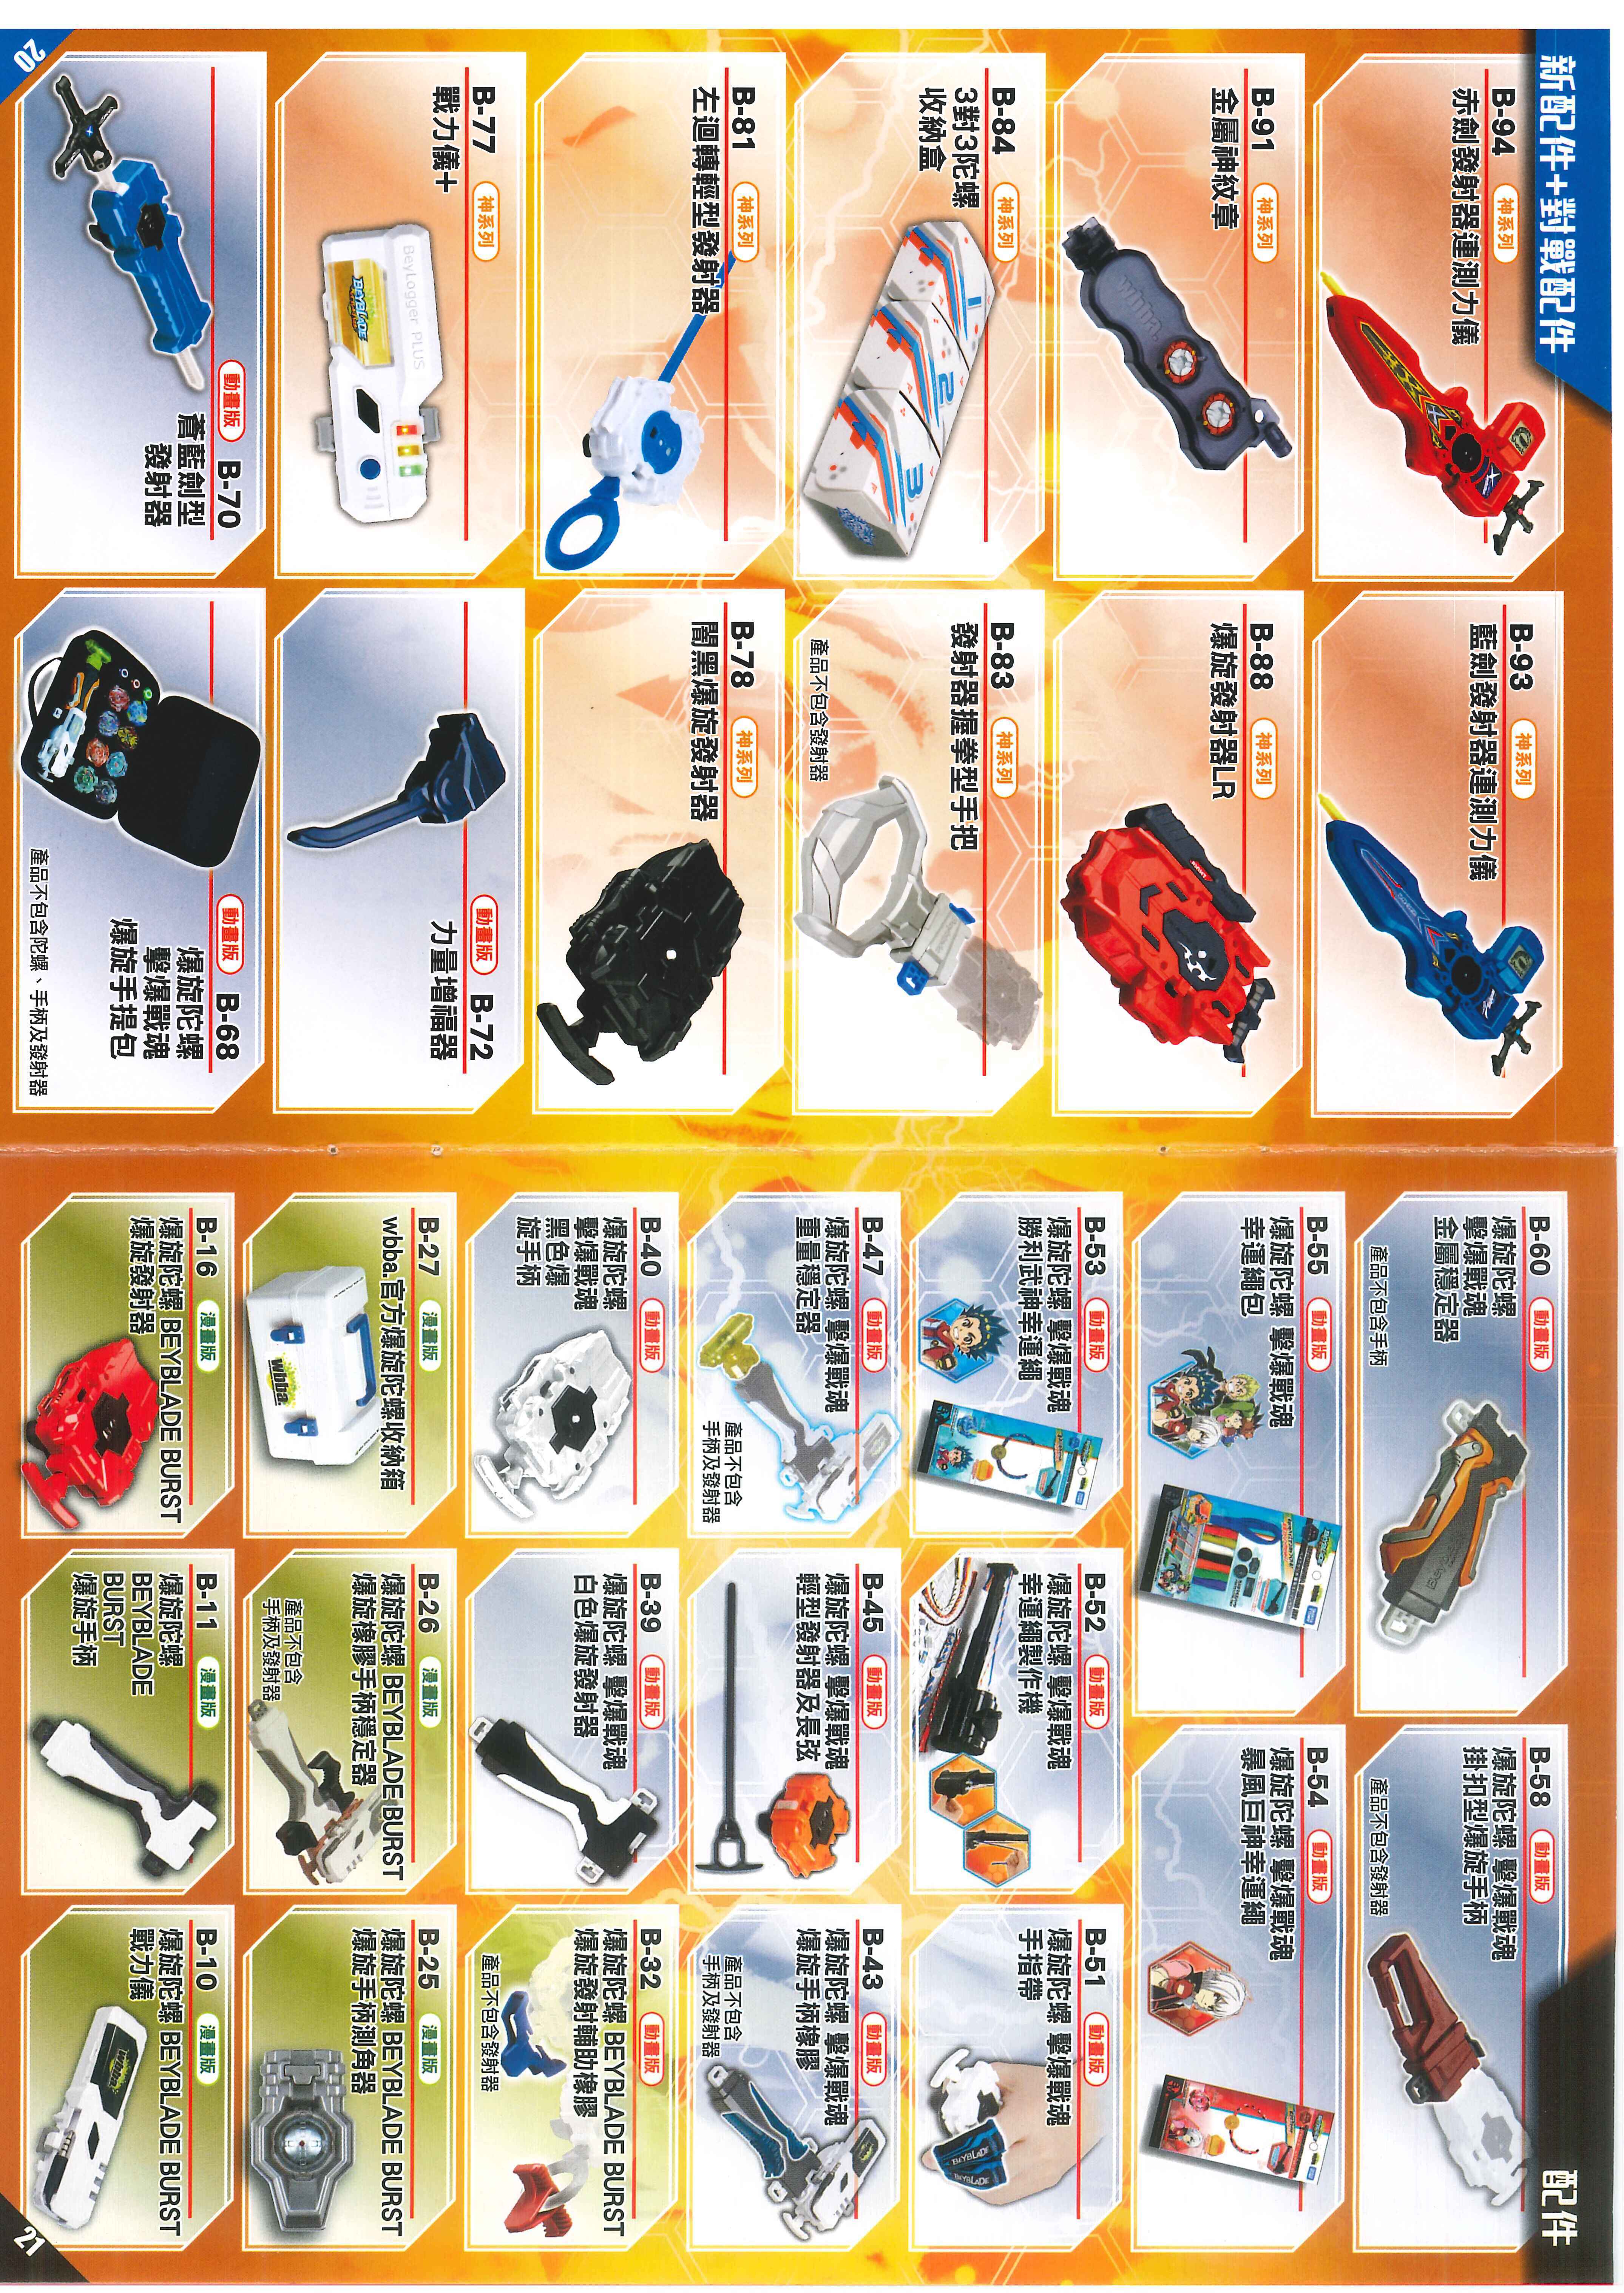 新配件+對戰配件
B-94 神系列
赤劍發射器連測力儀
B-93 神系列
藍劍發射器連測力儀
B-91 神系列
金屬神紋章
wbba.
B-88 神系列
爆旋發射器LR
B-84 神系列
3對3陀螺
收納盒
1
2
3
B-83 神系列
發射器握拳型手把
產品不包含發射器
B-81 神系列
左迴轉輕型發射器
B-78 神系列
闇黑爆旋發射器
B-77 神系列
戰力儀+
BeyLogger PLUS
BEYBLADE
動畫版 B-72
力量增福器
動畫版 B-70
蒼藍劍型
發射器
動畫版 B-68
爆旋陀螺
擊爆戰魂
爆旋手提包
產品不包含陀螺、手柄及發射器
20
配件
B-60 動畫版
爆旋陀螺
擊爆戰魂
金屬穩定器
產品不包含手柄
B-58 動畫版
爆旋陀螺 擊爆戰魂
掛扣型爆旋手柄
產品不包含發射器
B-55 動畫版
爆旋陀螺 擊爆戰魂
幸運繩包
BEYBLADE
B-54 動畫版
爆旋陀螺 擊爆戰魂
暴風巨神幸運繩
B-53 動畫版
爆旋陀螺 擊爆戰魂
勝利武神幸運繩
B-52 動畫版
爆旋陀螺 擊爆戰魂
幸運繩製作機
B-51 動畫版
爆旋陀螺 擊爆戰魂
手指帶
B-47 動畫版
爆旋陀螺 擊爆戰魂
重量穩定器
產品不包含
手柄及發射器
B-45 動畫版
爆旋陀螺 擊爆戰魂
輕型發射器及長弦
B-43 動畫版
爆旋陀螺 擊爆戰魂
爆旋手柄橡膠
產品不包含
手柄及發射器
B-40 動畫版
爆旋陀螺
擊爆戰魂
黑色爆
旋手柄
B-39 動畫版
爆旋陀螺 擊爆戰魂
白色爆旋發射器
B-32 動畫版
爆旋陀螺 BEYBLADE BURST
爆旋發射輔助橡膠
產品不包含發射器
B-27 漫畫版
wbba.官方爆旋陀螺收納箱
wbba.
B-26 漫畫版
爆旋陀螺 BEYBLADE BURST
爆旋橡膠手柄穩定器
產品不包含
手柄及發射器
B-25 漫畫版
爆旋陀螺 BEYBLADE BURST
爆旋手柄測角器
B-16 漫畫版
爆旋陀螺 BEYBLADE BURST
爆旋發射器
B-11 漫畫版
爆旋陀螺
BEYBLADE
BURST
爆旋手柄
B-10 漫畫版
爆旋陀螺 BEYBLADE BURST
戰力儀
wbba.
21